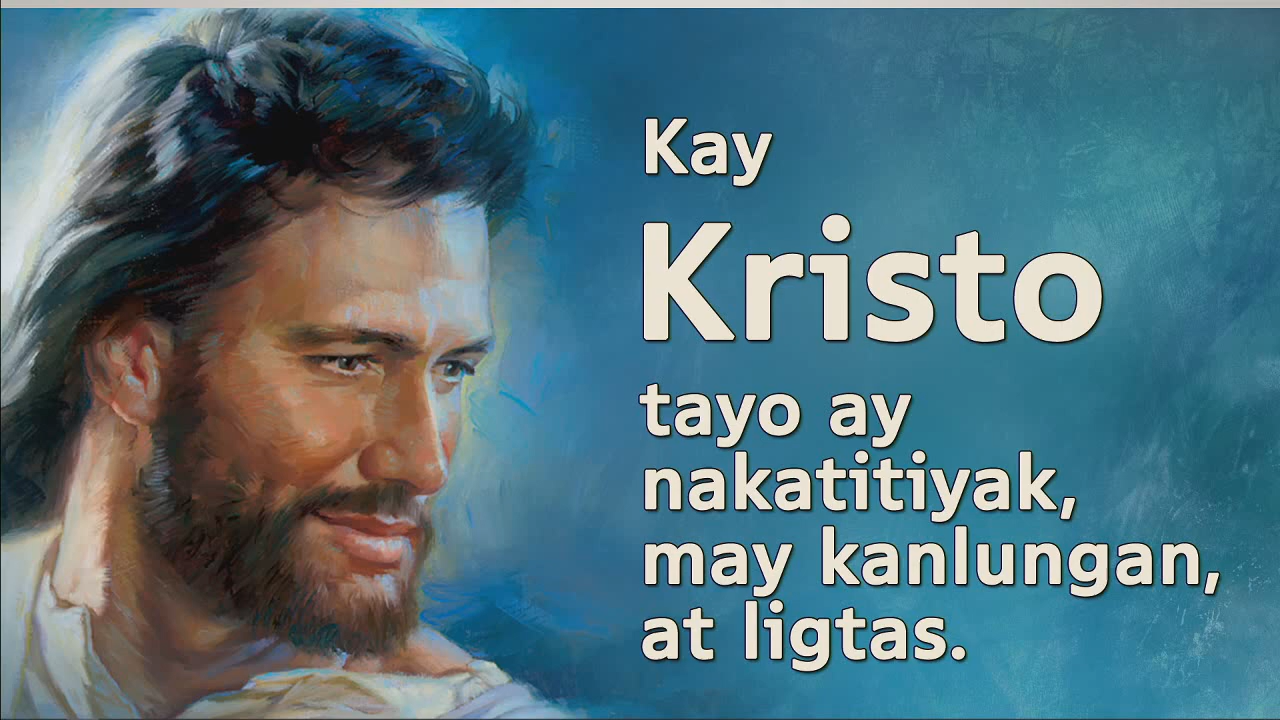 Kay
Kristo
tayo ay
nakatitiyak,
may kanlungan,
at ligtas.